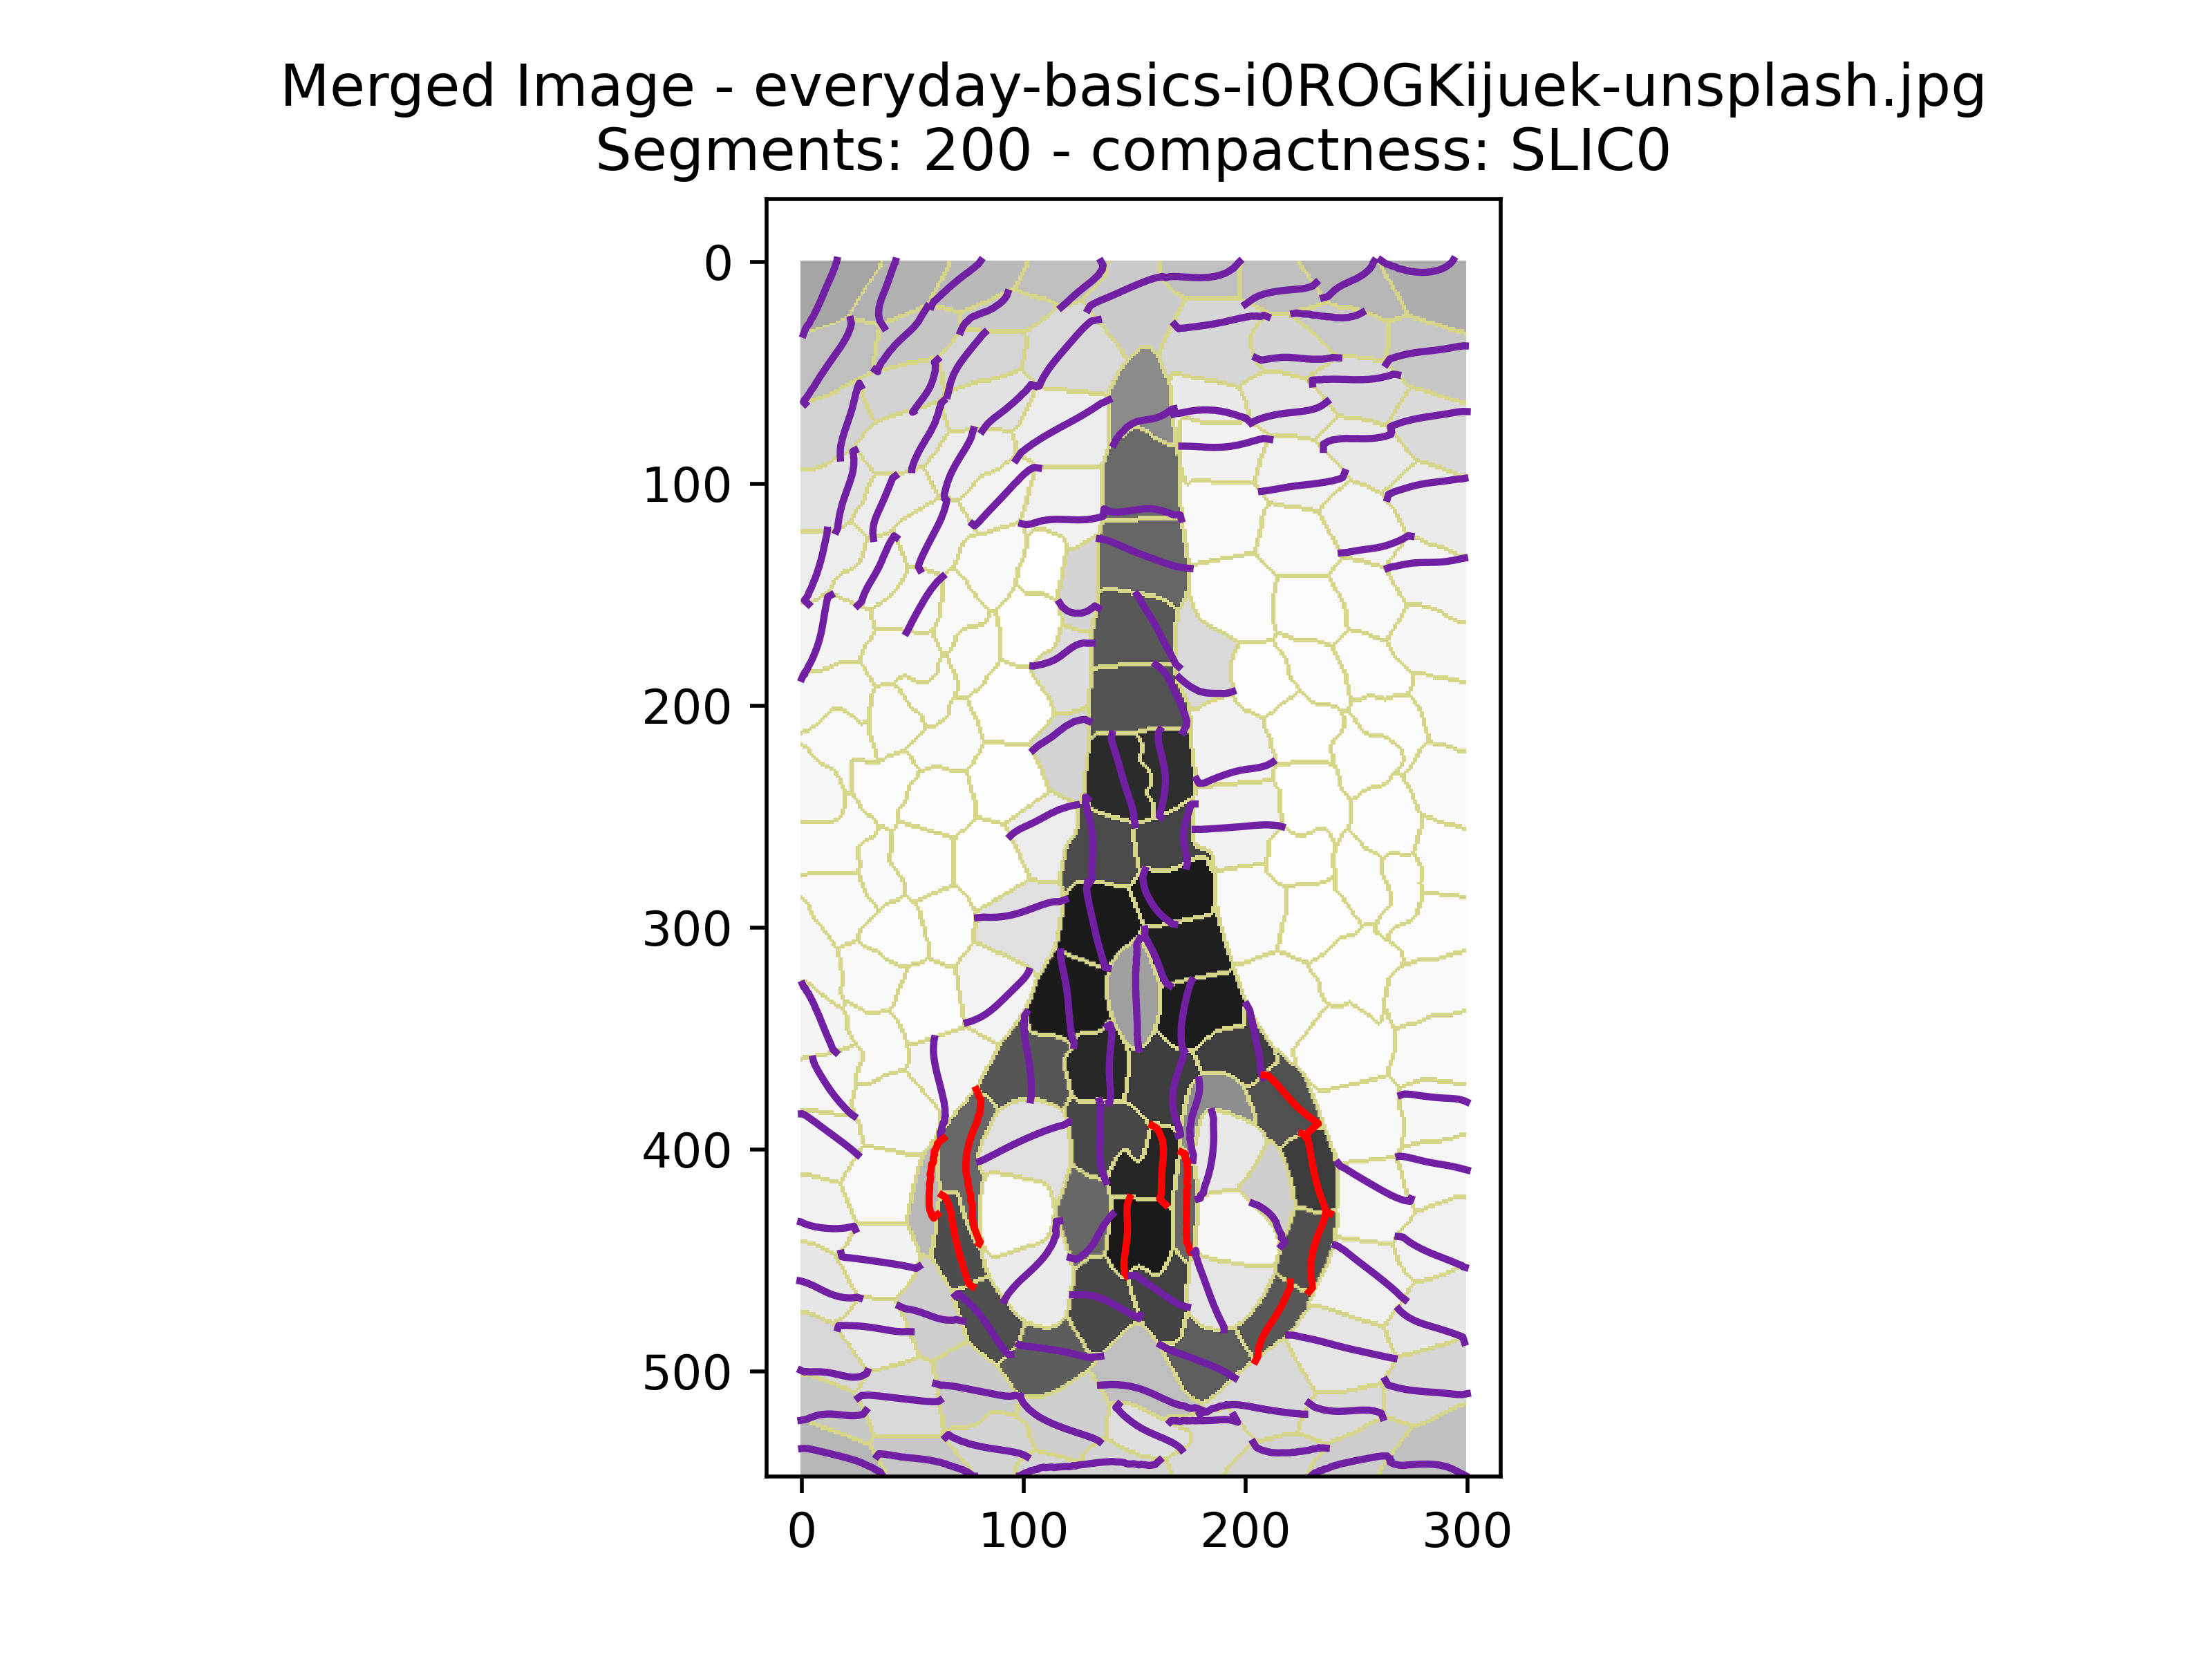 Merged Image - everyday-basics-i0ROGKijuek-unsplash.jpg
Segments: 200 - compactness: SLIC0
0
100
200
300
400
500
0 100 200 300